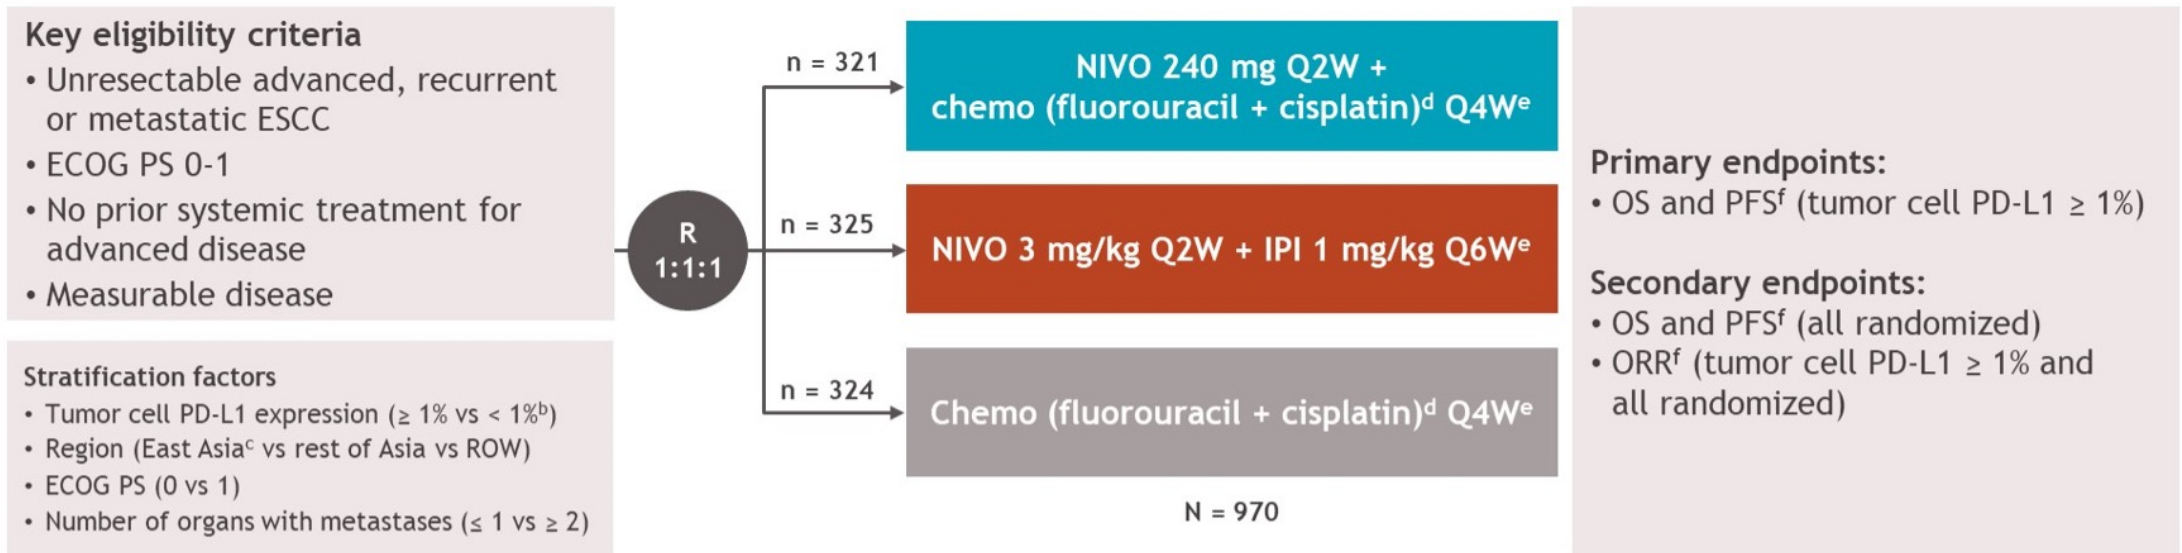 Key eligibility criteria
• Unresectable advanced, recurrent
or metastatic ESCC
• ECOG PS 0-1
• No prior systemic treatment for
advanced disease
• Measurable disease
Stratification factors
• Tumor cell PD-L1 expression (≥ 1% vs < 1%ᵇ)
• Region (East Asiaᶜ vs rest of Asia vs ROW)
• ECOG PS (0 vs 1)
• Number of organs with metastases (≤ 1 vs ≥ 2)
R
1:1:1
n = 321
NIVO 240 mg Q2W +
chemo (fluorouracil + cisplatin)ᵈ Q4Wᵉ
n = 325
NIVO 3 mg/kg Q2W + IPI 1 mg/kg Q6Wᵉ
n = 324
Chemo (fluorouracil + cisplatin)ᵈ Q4Wᵉ
N = 970
Primary endpoints:
• OS and PFSᶠ (tumor cell PD-L1 ≥ 1%)
Secondary endpoints:
• OS and PFSᶠ (all randomized)
• ORRᶠ (tumor cell PD-L1 ≥ 1% and
all randomized)